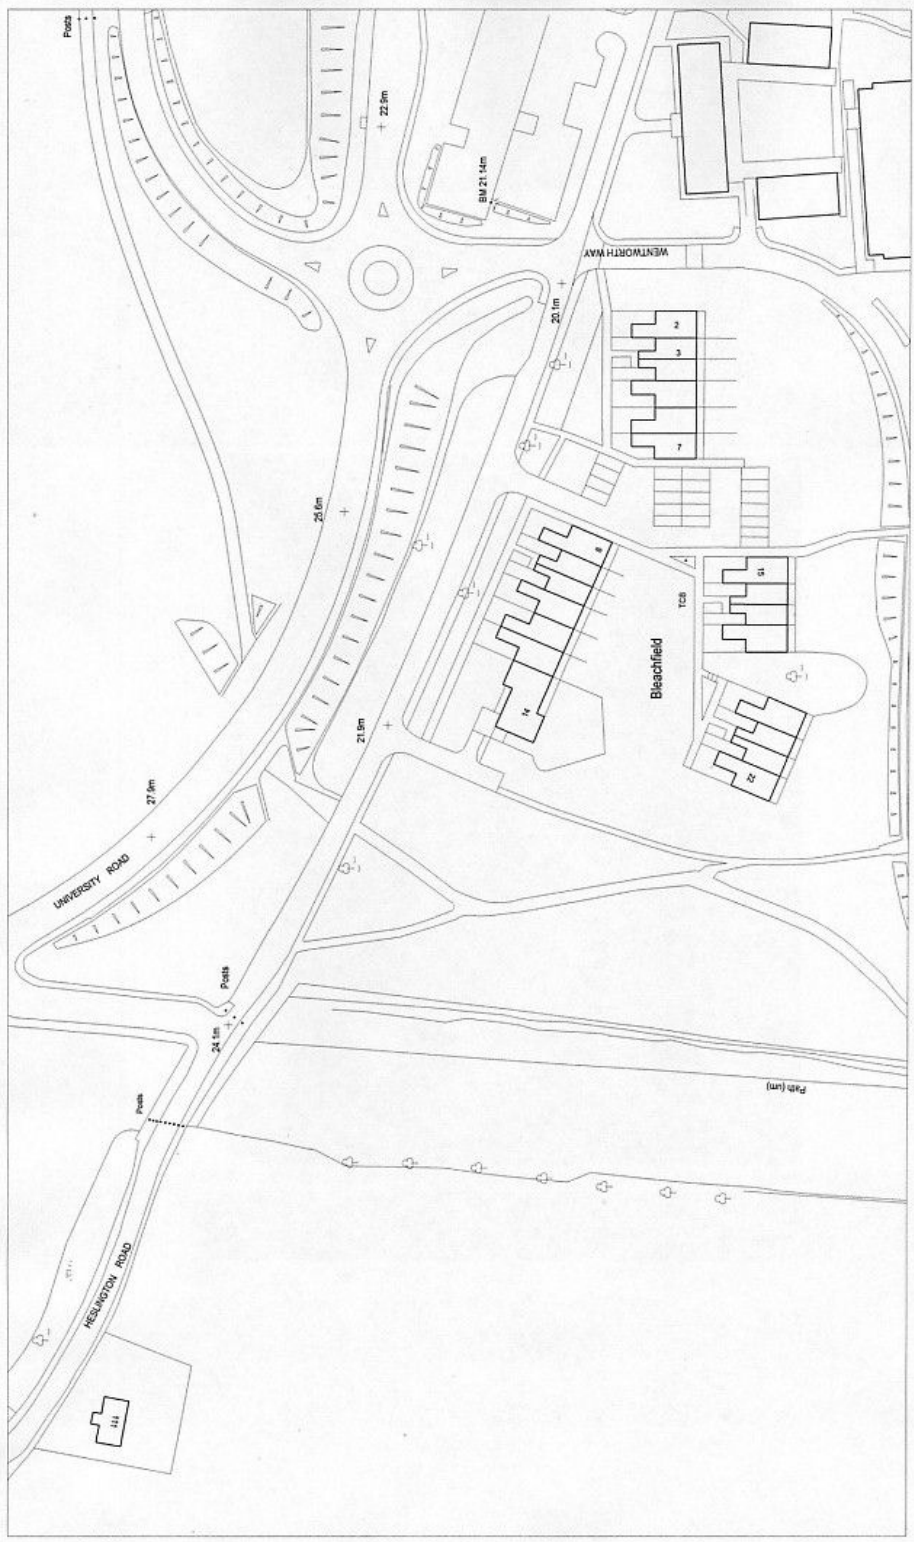 Posts
22.9m
BM 21.14m
WENTWORTH WAY
20.1m
2
3
7
25.6m
8
15
TCB
Bleachfield
14
21.9m
22
27.9m
UNIVERSITY ROAD
Posts
24.1m
Path (um)
Posts
HESLINGTON ROAD
111